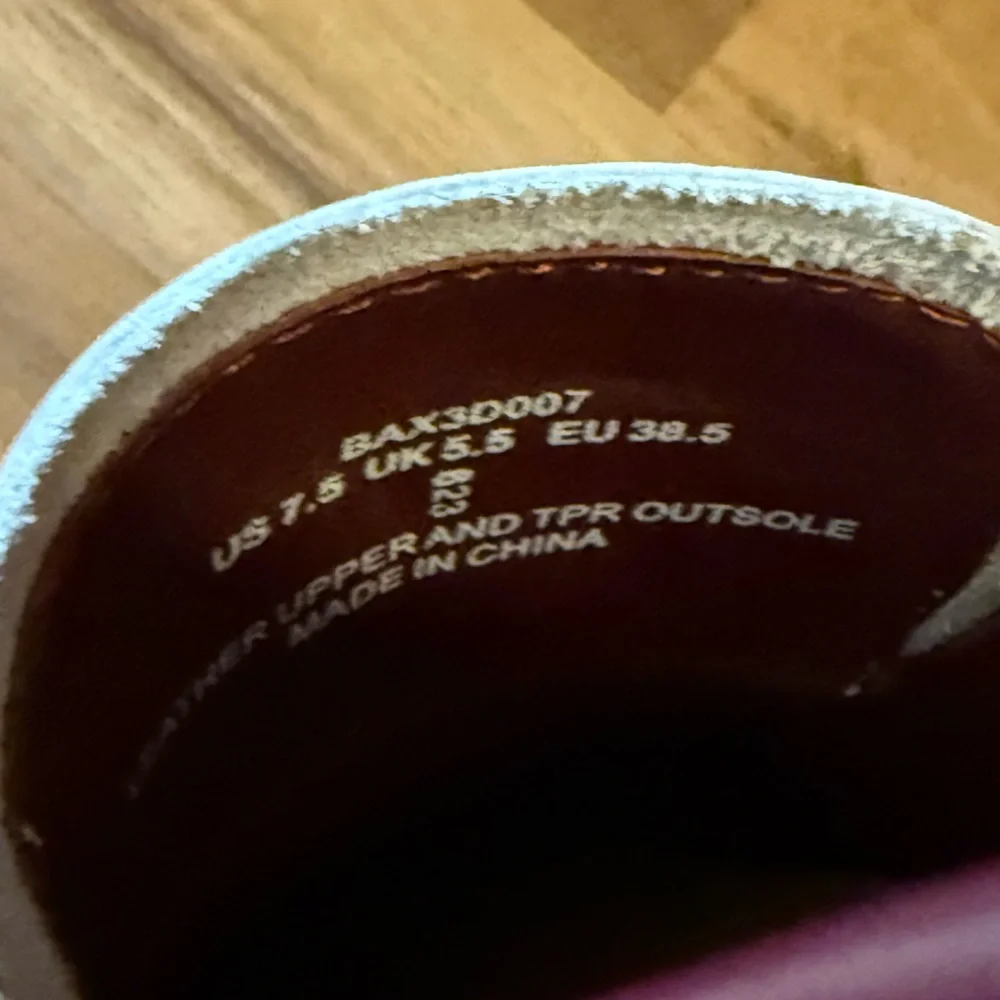 BAX3D007
US 7.5 UK 5.5 EU 38.5
823
UPPER AND TPR OUTSOLE
MADE IN CHINA